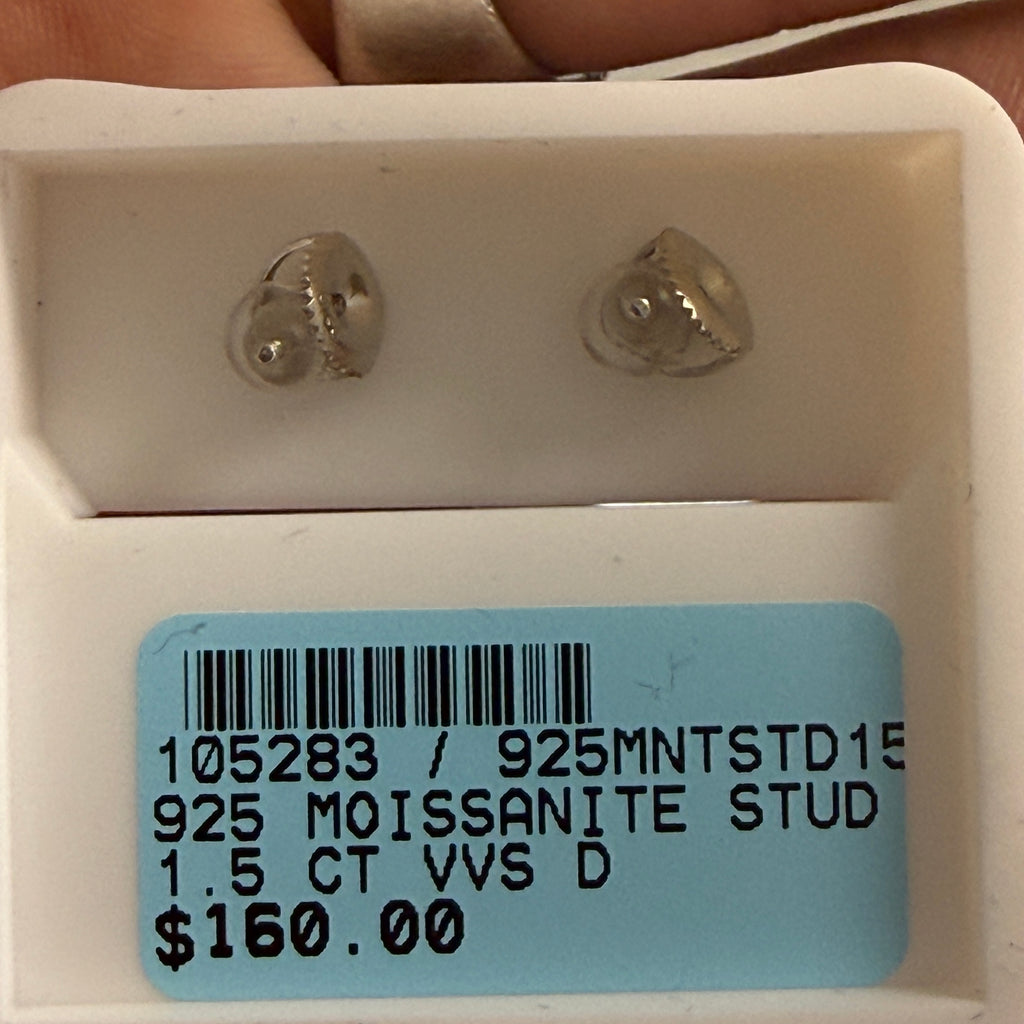 105283 / 925MNTSTD15
925 MOISSANITE STUD
1.5 CT VVS D
$160.00